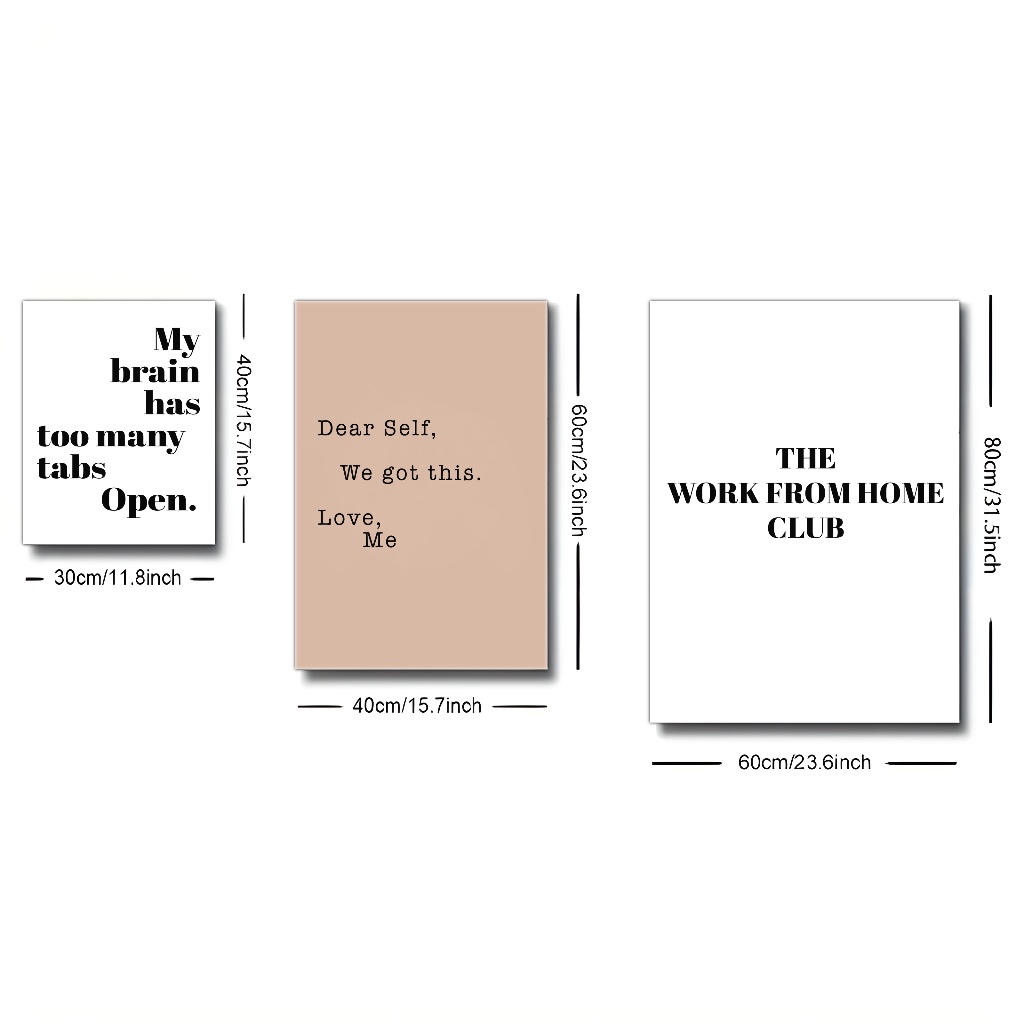 My
brain
has
too many
tabs
Open.
40cm/15.7inch
30cm/11.8inch
Dear Self,
We got this.
Love,
Me
60cm/23.6inch
40cm/15.7inch
THE
WORK FROM HOME
CLUB
80cm/31.5inch
60cm/23.6inch